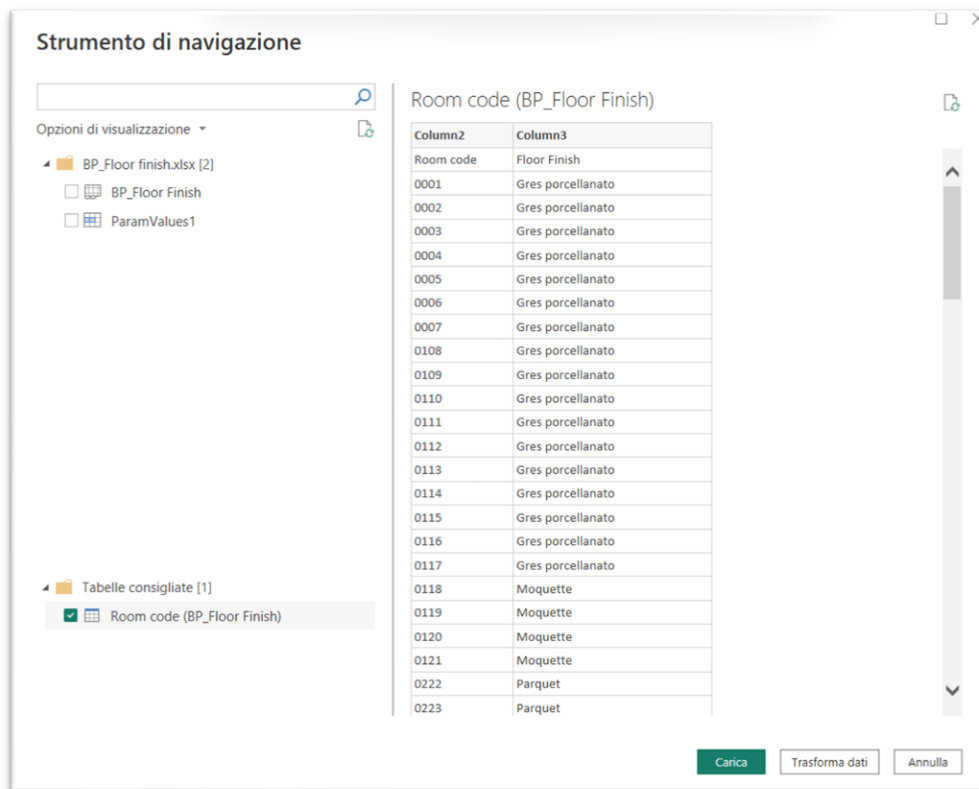 Strumento di navigazione
Opzioni di visualizzazione
BP_Floor finish.xlsx [2]
BP_Floor Finish
ParamValues1
Tabelle consigliate [1]
Room code (BP_Floor Finish)
Room code (BP_Floor Finish)
Column2 Column3
Room code Floor Finish
0001 Gres porcellanato
0002 Gres porcellanato
0003 Gres porcellanato
0004 Gres porcellanato
0005 Gres porcellanato
0006 Gres porcellanato
0007 Gres porcellanato
0108 Gres porcellanato
0109 Gres porcellanato
0110 Gres porcellanato
0111 Gres porcellanato
0112 Gres porcellanato
0113 Gres porcellanato
0114 Gres porcellanato
0115 Gres porcellanato
0116 Gres porcellanato
0117 Gres porcellanato
0118 Moquette
0119 Moquette
0120 Moquette
0121 Moquette
0222 Parquet
0223 Parquet
Carica Trasforma dati Annulla